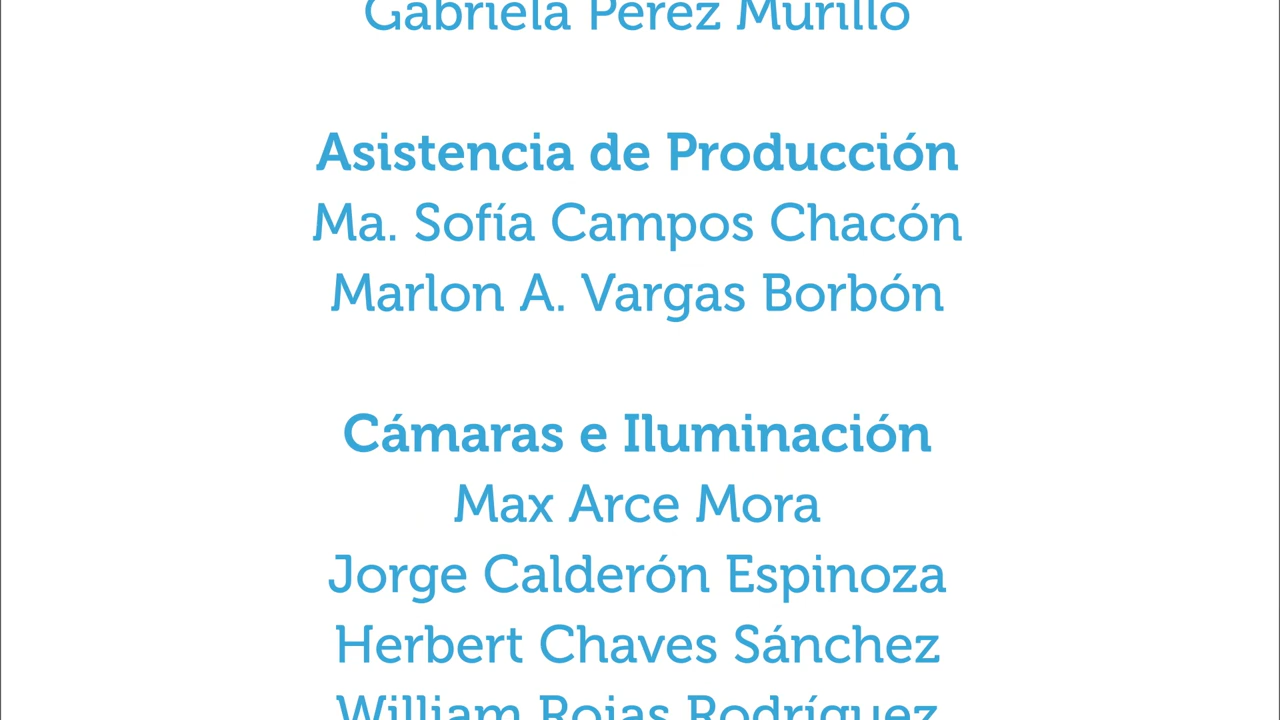 Gabriela Pérez Murillo
Asistencia de Producción
Ma. Sofía Campos Chacón
Marlon A. Vargas Borbón
Cámaras e Iluminación
Max Arce Mora
Jorge Calderón Espinoza
Herbert Chaves Sánchez
William Rojas Rodríguez